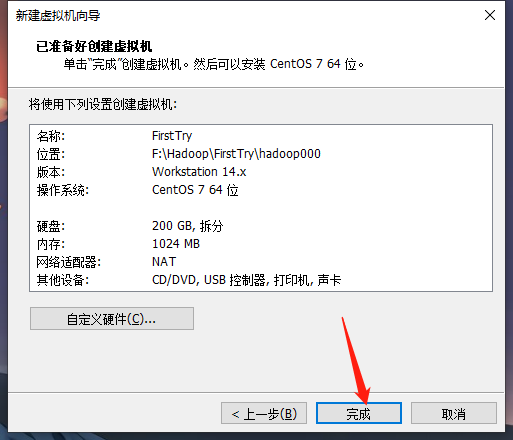 新建虚拟机向导
已准备好创建虚拟机
单击“完成”创建虚拟机。然后可以安装 CentOS 7 64 位。
将使用下列设置创建虚拟机:
名称: FirstTry
位置: F:\Hadoop\FirstTry\hadoop000
版本: Workstation 14.x
操作系统: CentOS 7 64 位
硬盘: 200 GB, 拆分
内存: 1024 MB
网络适配器: NAT
其他设备: CD/DVD, USB 控制器, 打印机, 声卡
自定义硬件(C)...
< 上一步(B) 完成 取消